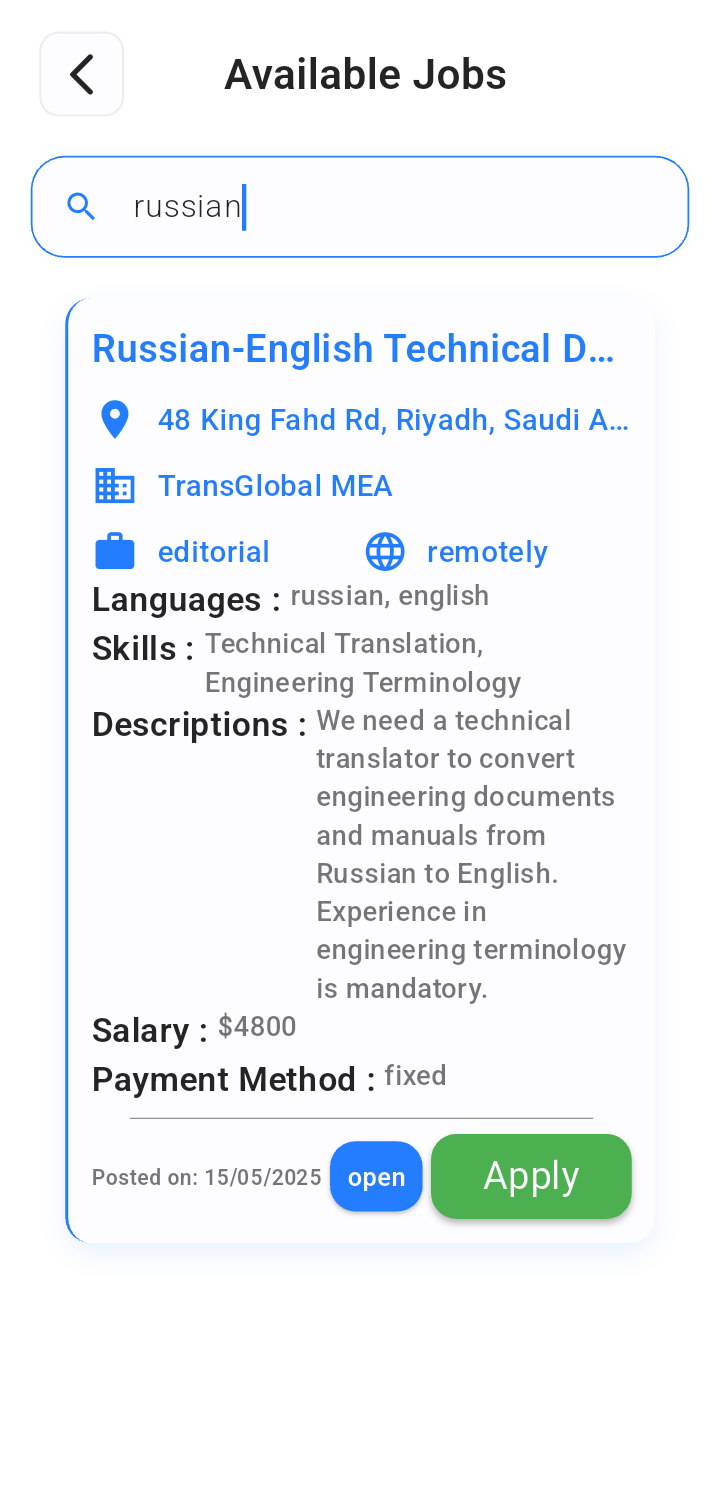 Available Jobs
russian
Russian-English Technical D...
48 King Fahd Rd, Riyadh, Saudi A...
TransGlobal MEA
editorial remotely
Languages : russian, english
Skills : Technical Translation,
Engineering Terminology
Descriptions : We need a technical
translator to convert
engineering documents
and manuals from
Russian to English.
Experience in
engineering terminology
is mandatory.
Salary : $4800
Payment Method : fixed
Posted on: 15/05/2025 open Apply